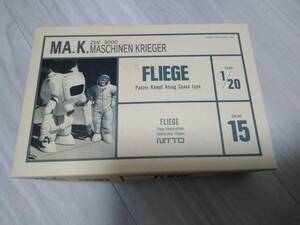 ZbV 3000
MA.K. MASCHINEN KRIEGER
FLIEGE
Panzer Kampf Anzug Space type
Scale
1/20
FLIEGE
NITTO
Series
15